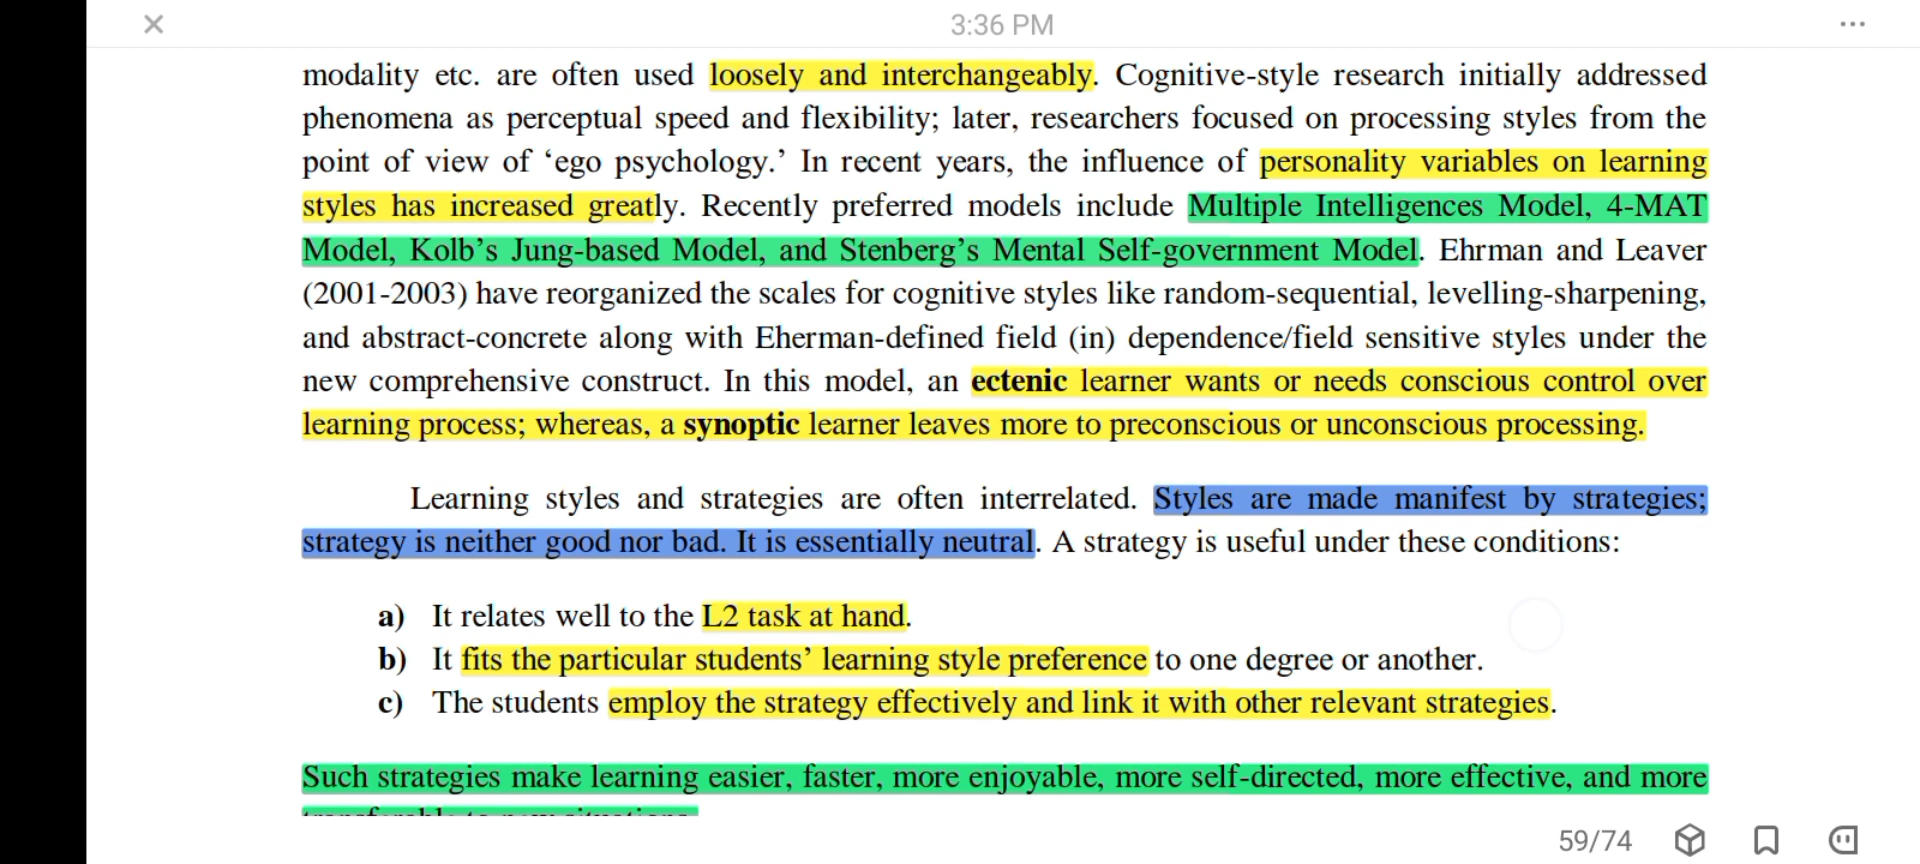 3:36 PM
modality etc. are often used loosely and interchangeably. Cognitive-style research initially addressed
phenomena as perceptual speed and flexibility; later, researchers focused on processing styles from the
point of view of ‘ego psychology.’ In recent years, the influence of personality variables on learning
styles has increased greatly. Recently preferred models include Multiple Intelligences Model, 4-MAT
Model, Kolb’s Jung-based Model, and Stenberg’s Mental Self-government Model. Ehrman and Leaver
(2001-2003) have reorganized the scales for cognitive styles like random-sequential, levelling-sharpening,
and abstract-concrete along with Eherman-defined field (in) dependence/field sensitive styles under the
new comprehensive construct. In this model, an ectenic learner wants or needs conscious control over
learning process; whereas, a synoptic learner leaves more to preconscious or unconscious processing.
Learning styles and strategies are often interrelated. Styles are made manifest by strategies;
strategy is neither good nor bad. It is essentially neutral. A strategy is useful under these conditions:
a) It relates well to the L2 task at hand.
b) It fits the particular students’ learning style preference to one degree or another.
c) The students employ the strategy effectively and link it with other relevant strategies.
Such strategies make learning easier, faster, more enjoyable, more self-directed, more effective, and more
59/74